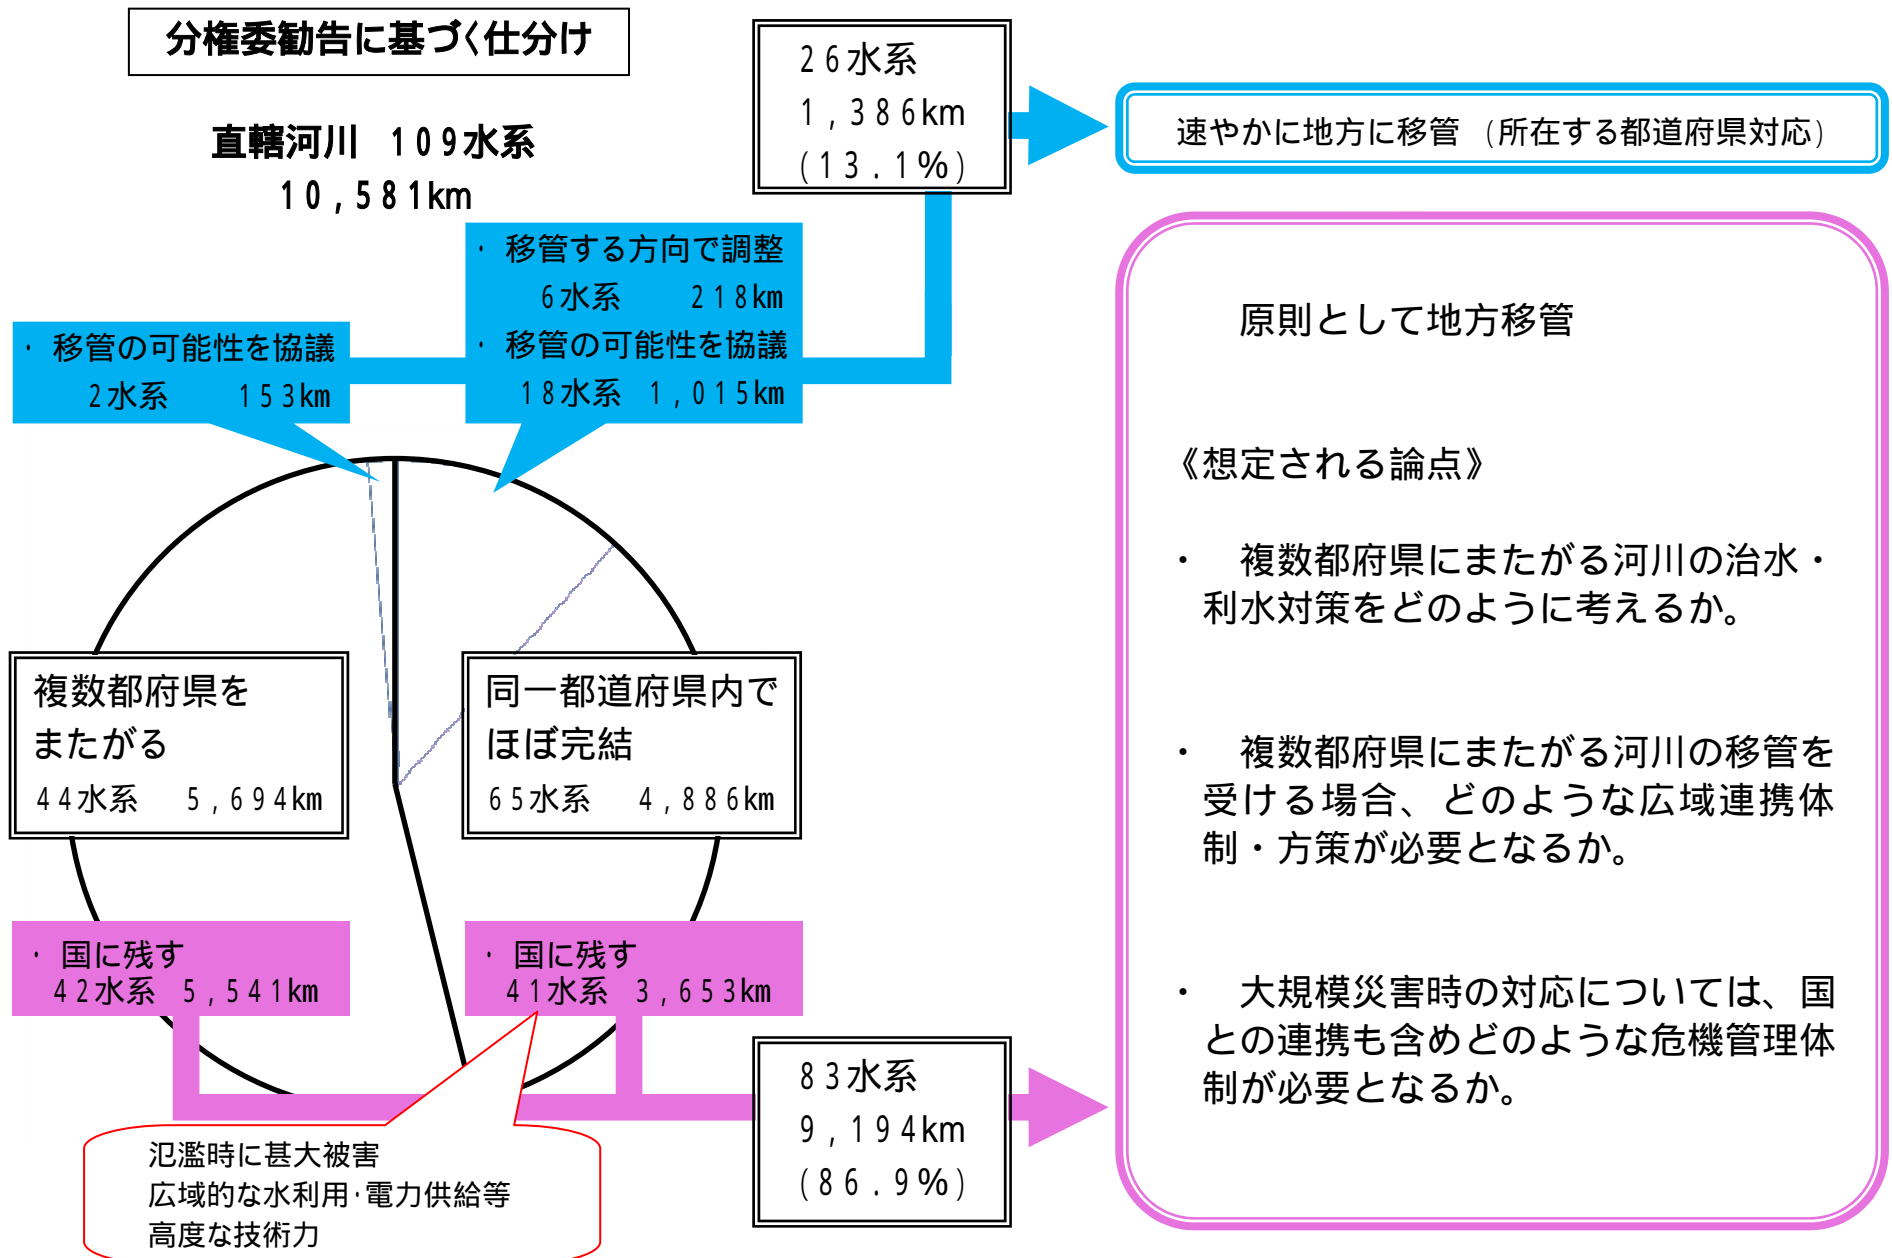 分権委勧告に基づく仕分け
直轄河川 109水系
10,581km
26水系
1,386km
(13.1%)
速やかに地方に移管 (所在する都道府県対応)
・ 移管する方向で調整
6水系 218km
・ 移管の可能性を協議
18水系 1,015km
・ 移管の可能性を協議
2水系 153km
複数都府県を
またがる
44水系 5,694km
同一都道府県内で
ほぼ完結
65水系 4,886km
・ 国に残す
42水系 5,541km
・ 国に残す
41水系 3,653km
氾濫時に甚大被害
広域的な水利用・電力供給等
高度な技術力
83水系
9,194km
(86.9%)
原則として地方移管
《想定される論点》
・ 複数都府県にまたがる河川の治水・
利水対策をどのように考えるか。
・ 複数都府県にまたがる河川の移管を
受ける場合、どのような広域連携体
制・方策が必要となるか。
・ 大規模災害時の対応については、国
との連携も含めどのような危機管理体
制が必要となるか。